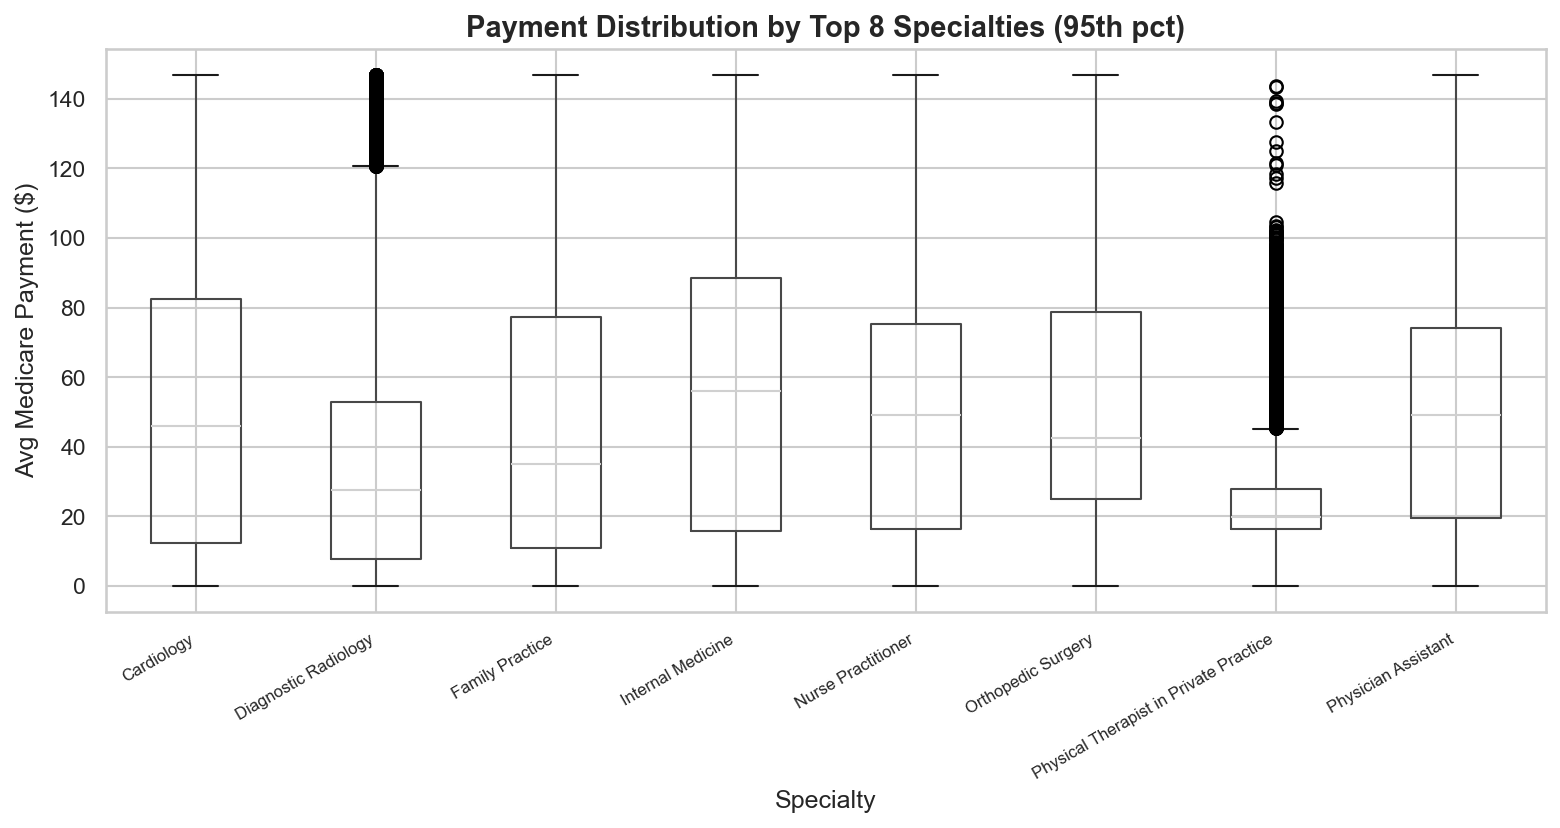 Payment Distribution by Top 8 Specialties (95th pct)
Avg Medicare Payment ($)
140
120
100
80
60
40
20
0
Cardiology
Diagnostic Radiology
Family Practice
Internal Medicine
Nurse Practitioner
Orthopedic Surgery
Physical Therapist in Private Practice
Physician Assistant
Specialty